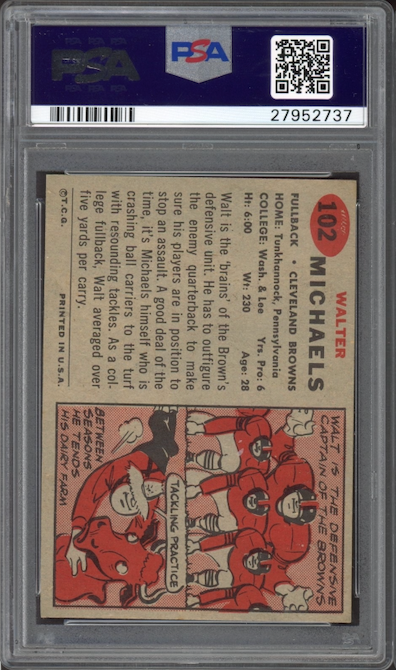 PSA
PSA
27952737
102
WALTER
MICHAELS
FULLBACK • CLEVELAND BROWNS
HOME: Tunkhannock, Pennsylvania
COLLEGE: Wash. & Lee Yrs. Pro: 6
Ht: 6:00 Wt: 230 Age: 28
Walt is the 'brains' of the Brown's
defensive unit. He has to outfigure
the enemy quarterback to make
sure his players are in position to
stop an assault. A good deal of the
time, it's Michaels himself who is
crashing ball carriers to the turf
with resounding tackles. As a col-
lege fullback, Walt averaged over
five yards per carry.
©T.C.G. PRINTED IN U.S.A.
WALT IS THE DEFENSIVE
CAPTAIN OF THE BROWNS
TACKLING PRACTICE
BETWEEN
SEASONS
HE TENDS
HIS DAIRY FARM